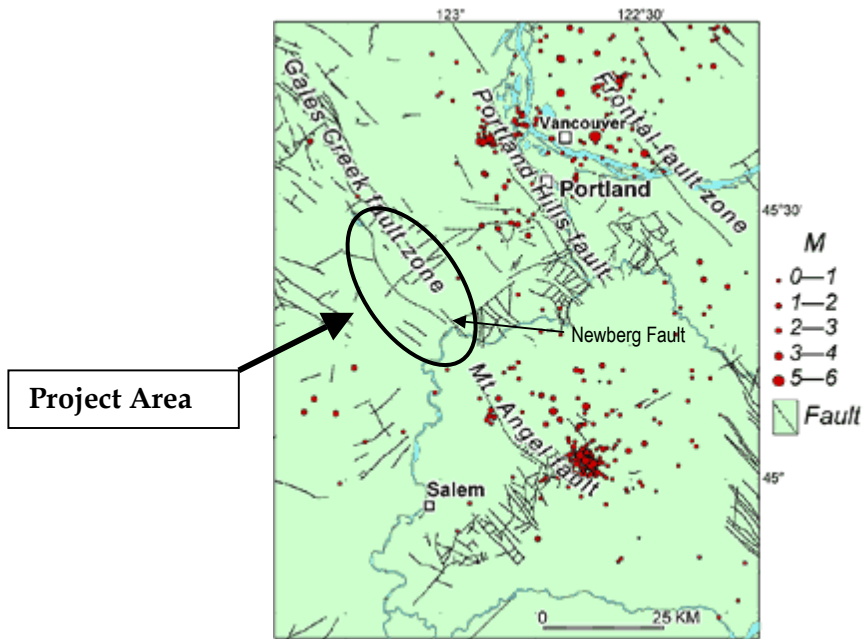 123°
122°30'
Gales Creek fault zone
Portland Hills fault
Frontal fault zone
Vancouver
Portland
45°30'
M
0—1
1—2
2—3
3—4
5—6
Fault
Newberg Fault
Project Area
Mt. Angel fault
45°
Salem
0 25 KM